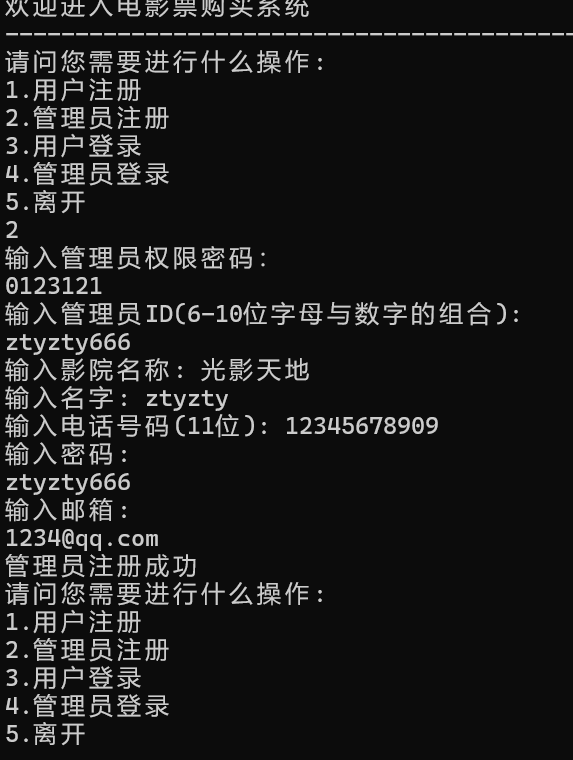 欢迎进入电影票购买系统
---------------------------------------
请问您需要进行什么操作:
1.用户注册
2.管理员注册
3.用户登录
4.管理员登录
5.离开
2
输入管理员权限密码:
0123121
输入管理员ID(6-10位字母与数字的组合):
ztyzty666
输入影院名称: 光影天地
输入名字: ztyzty
输入电话号码(11位): 12345678909
输入密码:
ztyzty666
输入邮箱:
1234@qq.com
管理员注册成功
请问您需要进行什么操作:
1.用户注册
2.管理员注册
3.用户登录
4.管理员登录
5.离开